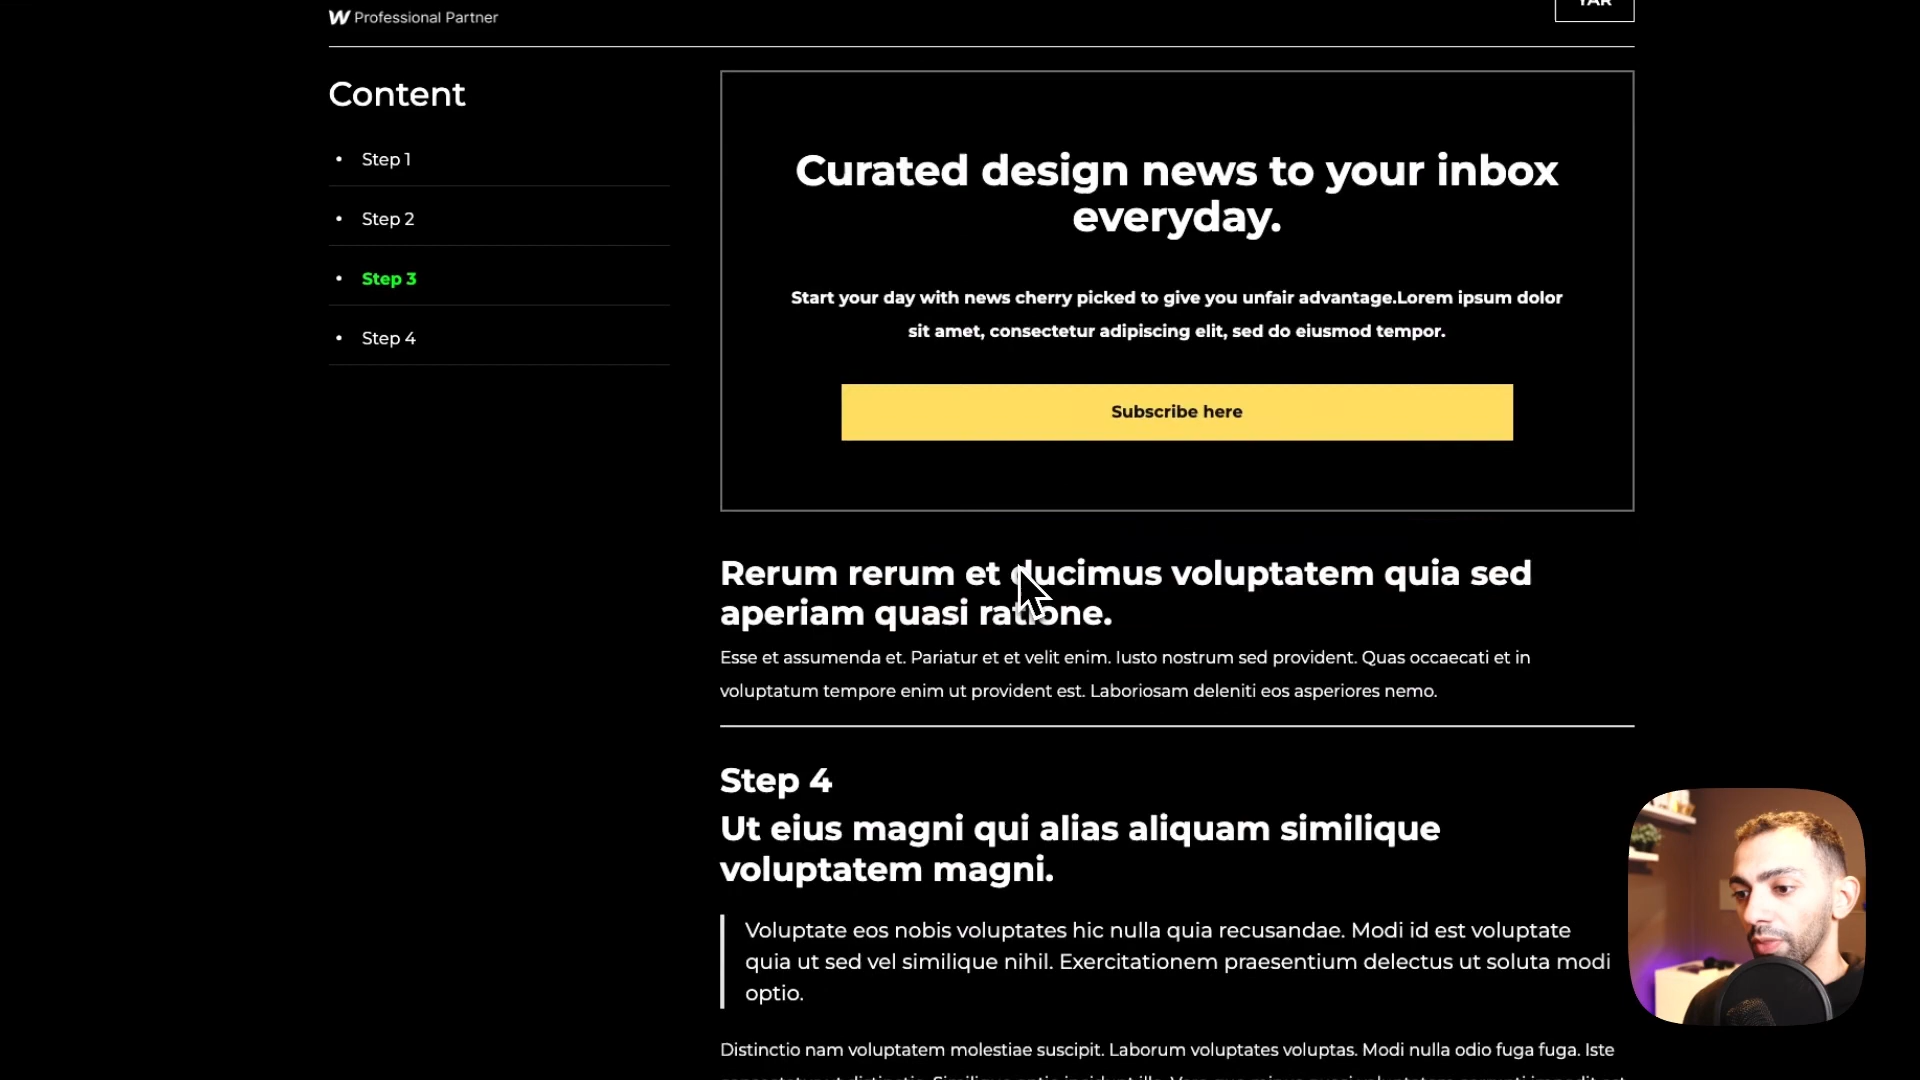 W Professional Partner
YAR
Content
• Step 1
• Step 2
• Step 3
• Step 4
Curated design news to your inbox
everyday.
Start your day with news cherry picked to give you unfair advantage.Lorem ipsum dolor
sit amet, consectetur adipiscing elit, sed do eiusmod tempor.
Subscribe here
Rerum rerum et ducimus voluptatem quia sed
aperiam quasi ratione.
Esse et assumenda et. Pariatur et et velit enim. Iusto nostrum sed provident. Quas occaecati et in
voluptatum tempore enim ut provident est. Laboriosam deleniti eos asperiores nemo.
Step 4
Ut eius magni qui alias aliquam similique
voluptatem magni.
Voluptate eos nobis voluptates hic nulla quia recusandae. Modi id est voluptate
quia ut sed vel similique nihil. Exercitationem praesentium delectus ut soluta modi
optio.
Distinctio nam voluptatem molestiae suscipit. Laborum voluptates voluptas. Modi nulla odio fuga fuga. Iste